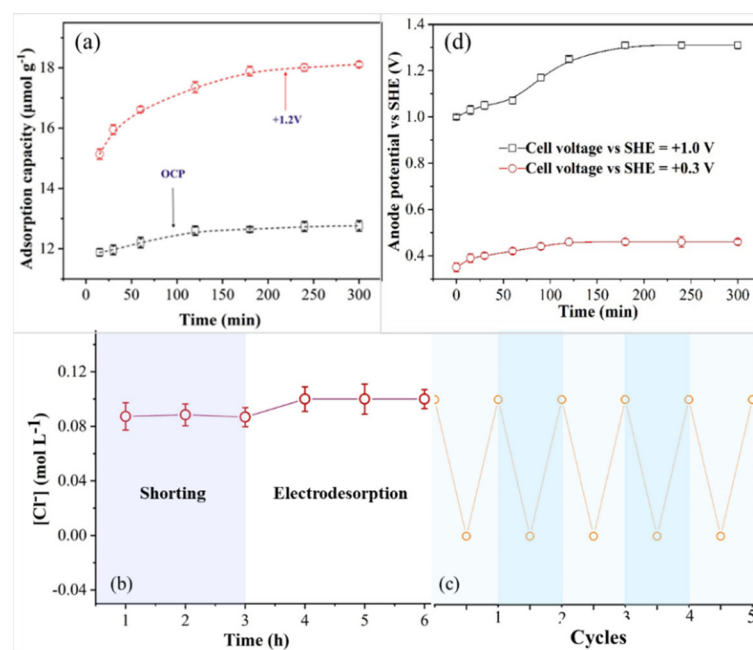 (a)
Adsorption capacity (μmol g⁻¹)
18
16
14
12
+1.2V
OCP
0
50
100
150
200
250
300
Time (min)
(d)
Anode potential vs SHE (V)
1.4
1.2
1.0
0.8
0.6
0.4
Cell voltage vs SHE = +1.0 V
Cell voltage vs SHE = +0.3 V
0
50
100
150
200
250
300
Time (min)
[Cl⁻] (mol L⁻¹)
0.12
0.08
0.04
0.00
-0.04
Shorting
Electrodesorption
(b)
1
2
3
4
5
6
Time (h)
(c)
1
2
3
4
5
Cycles